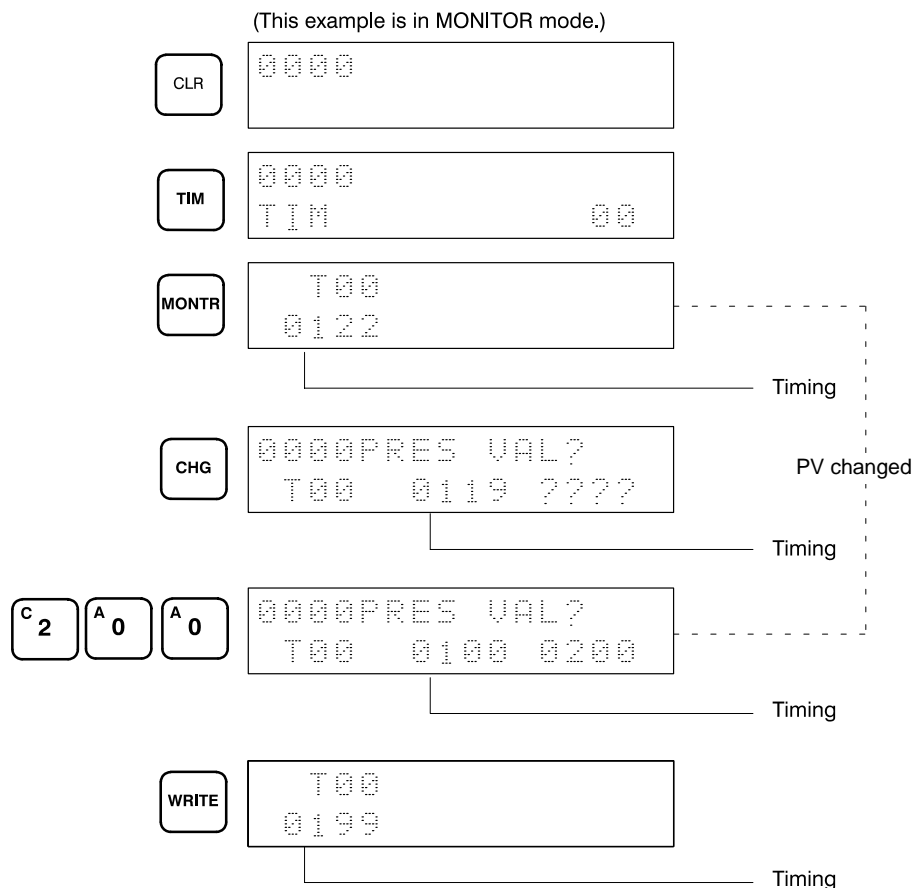 (This example is in MONITOR mode.)
CLR
0000
TIM
0000
TIM 00
MONTR
T00
0122
Timing
CHG
0000PRES VAL?
T00 0119 ????
PV changed
Timing
C 2 A 0 A 0
0000PRES VAL?
T00 0100 0200
Timing
WRITE
T00
0199
Timing